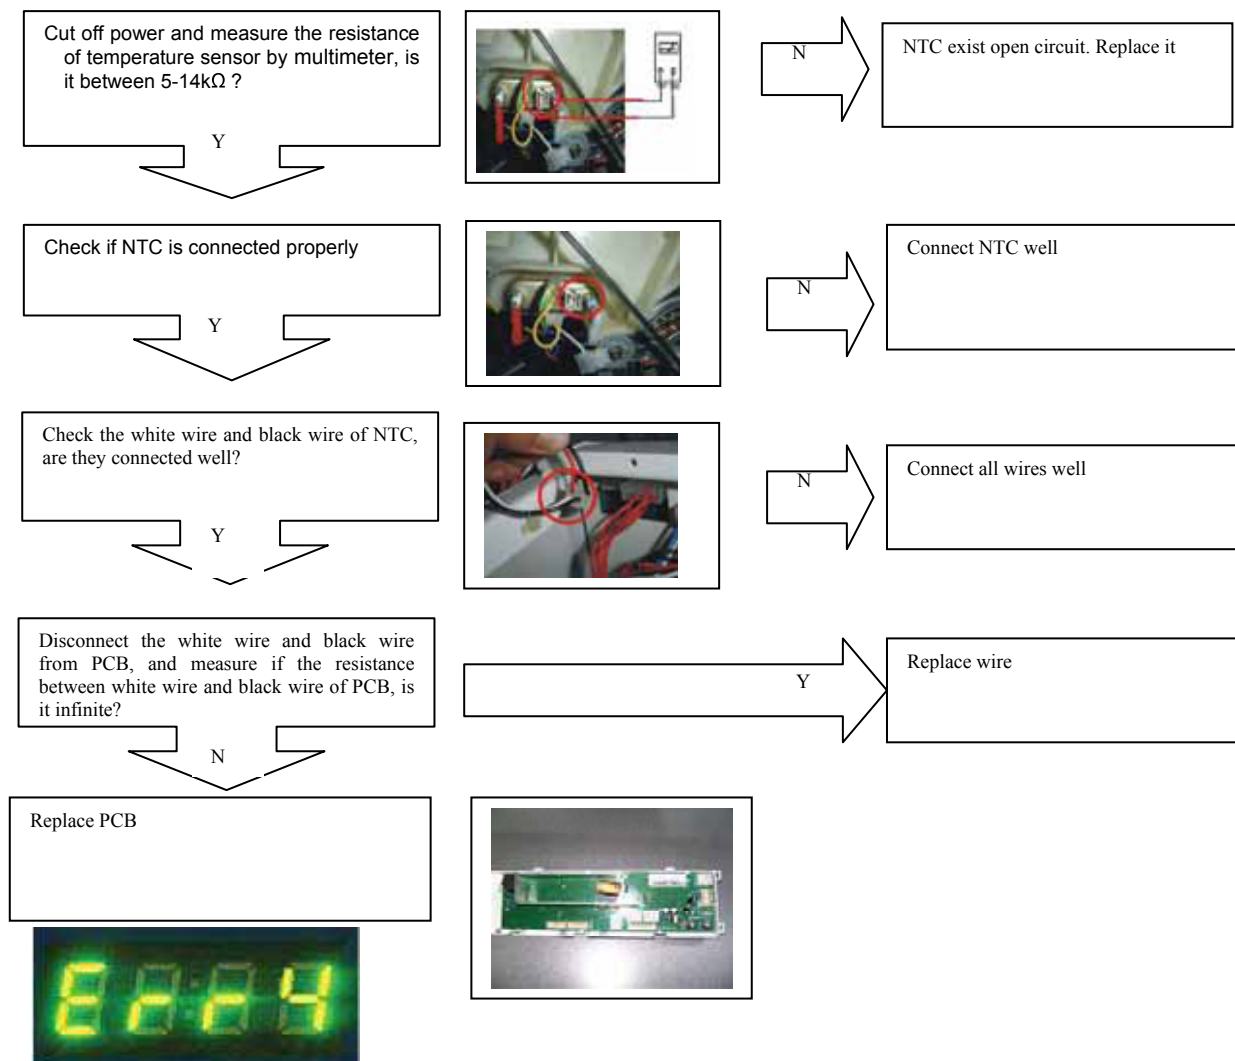 Cut off power and measure the resistance
of temperature sensor by multimeter, is
it between 5-14kΩ ?
N
NTC exist open circuit. Replace it
Y
Check if NTC is connected properly
N
Connect NTC well
Y
Check the white wire and black wire of NTC,
are they connected well?
N
Connect all wires well
Y
Disconnect the white wire and black wire
from PCB, and measure if the resistance
between white wire and black wire of PCB, is
it infinite?
Y
Replace wire
N
Replace PCB
Err4